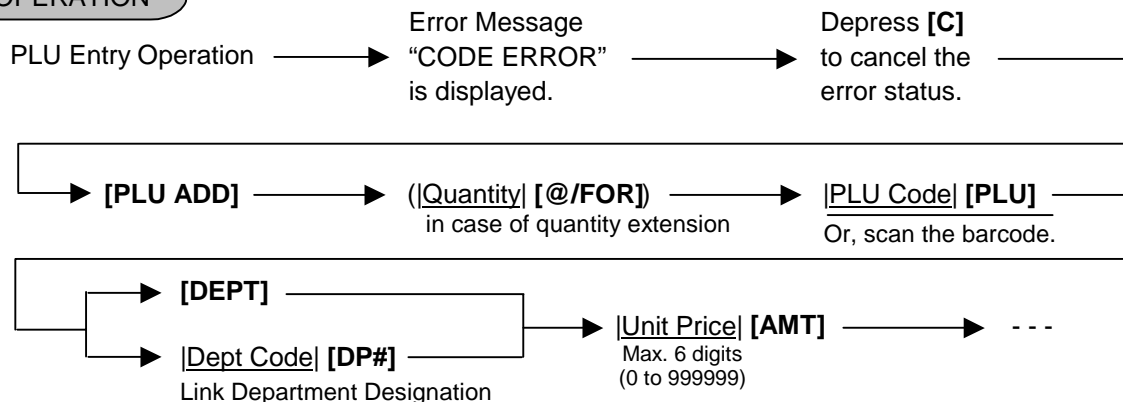 OPERATION
PLU Entry Operation
Error Message
“CODE ERROR”
is displayed.
Depress [C]
to cancel the
error status.
[PLU ADD]
(|Quantity| [@/FOR])
in case of quantity extension
|PLU Code| [PLU]
Or, scan the barcode.
[DEPT]
|Dept Code| [DP#]
Link Department Designation
|Unit Price| [AMT]
Max. 6 digits
(0 to 999999)
- - -